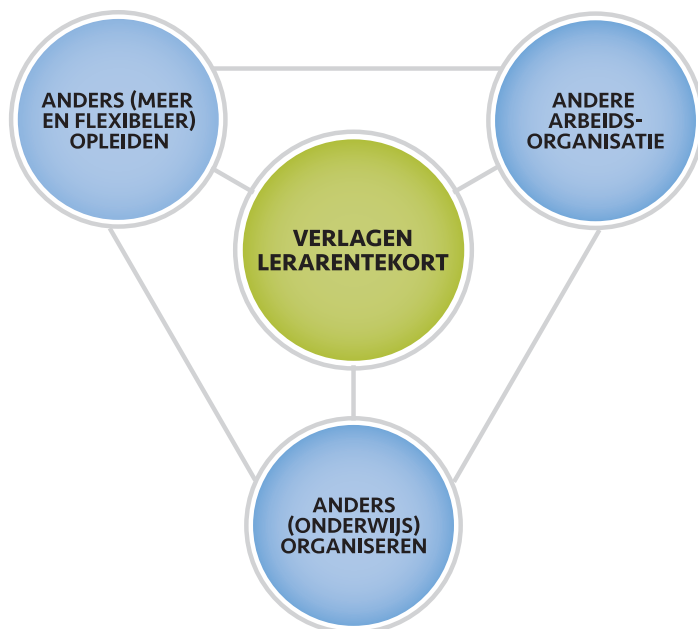 ANDERS (MEER
EN FLEXIBELER)
OPLEIDEN
ANDERE
ARBEIDS-
ORGANISATIE
VERLAGEN
LERARENTEKORT
ANDERS
(ONDERWIJS)
ORGANISEREN